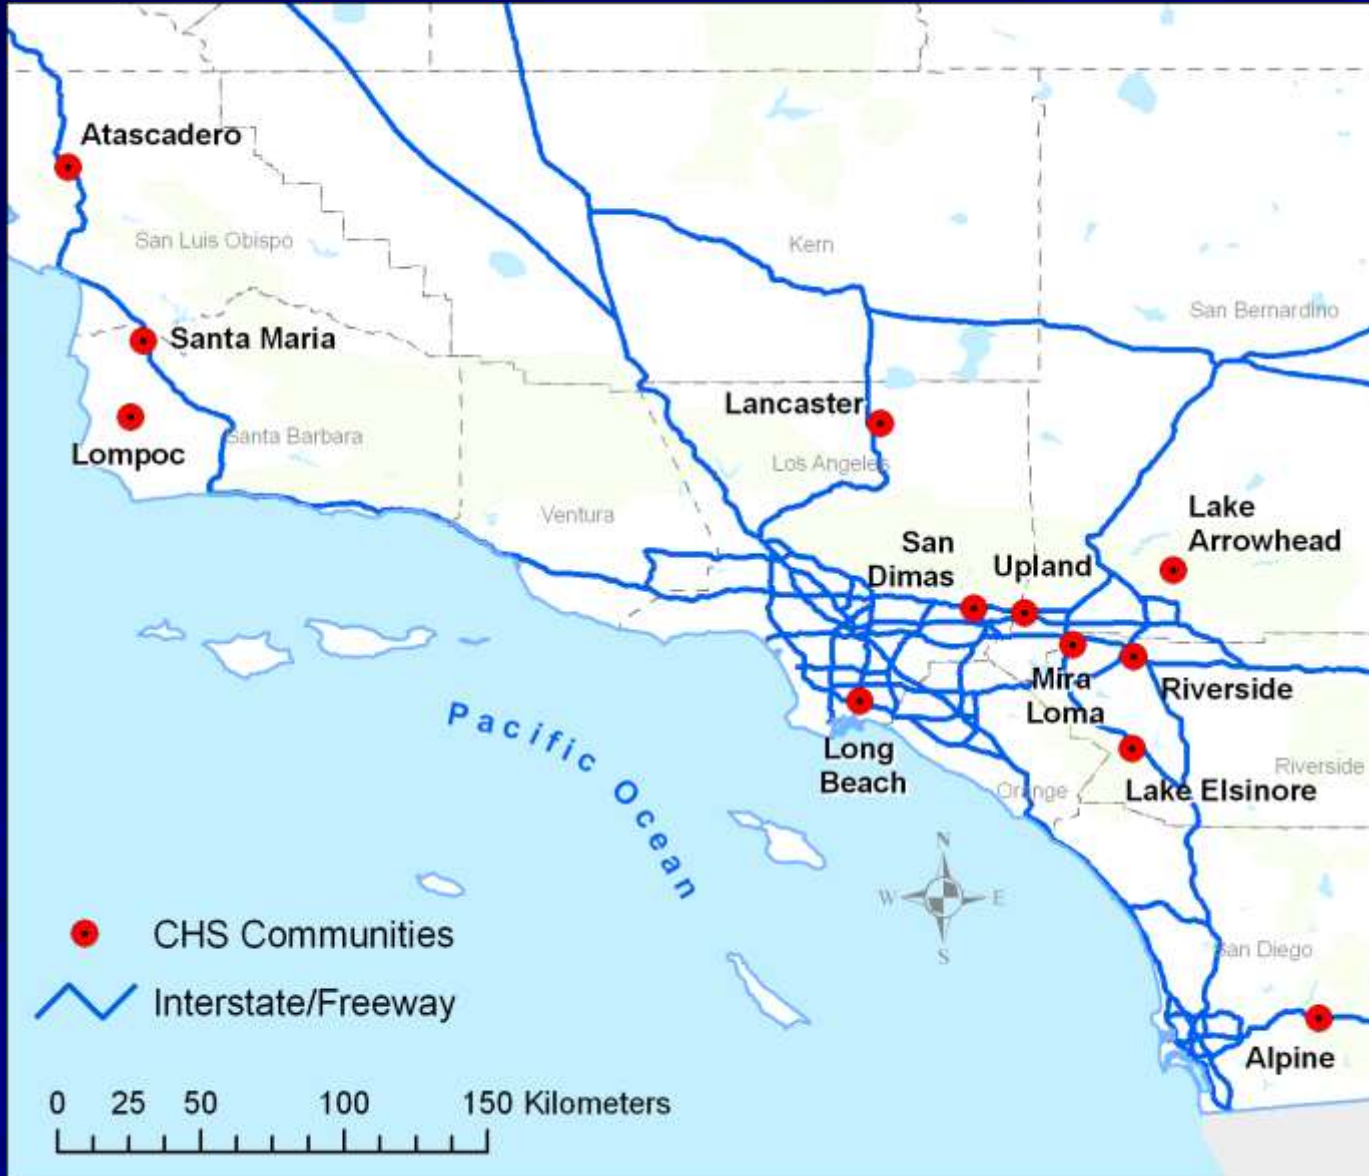 Atascadero
San Luis Obispo
Kern
San Bernardino
Santa Maria
Lancaster
Santa Barbara
Lompoc
Los Angeles
Ventura
Lake
Arrowhead
San
Dimas
Upland
Mira
Loma
Riverside
Pacific Ocean
Long
Beach
Riverside
Orange
Lake Elsinore
N
W E
S
CHS Communities
San Diego
Interstate/Freeway
Alpine
0 25 50 100 150 Kilometers